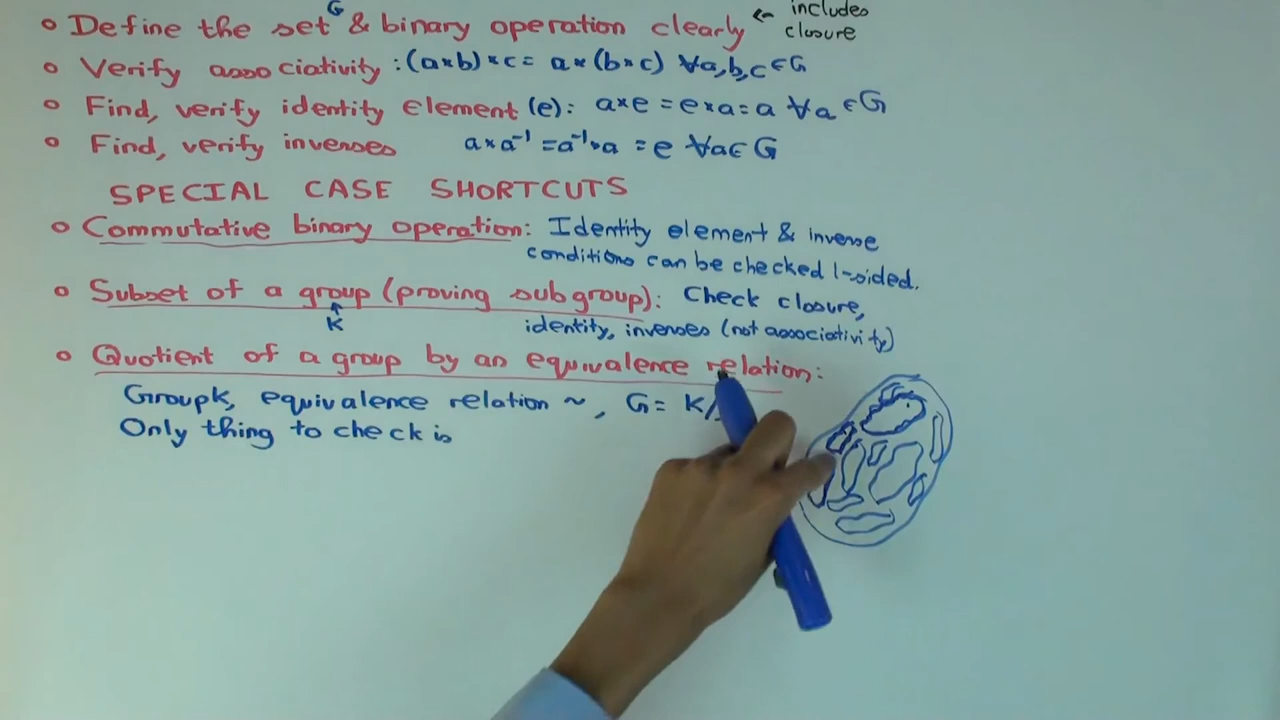 G
∘ Define the set & binary operation clearly ← includes closure
∘ Verify associativity : (a*b)*c = a*(b*c) ∀a,b,c ∈ G
∘ Find, verify identity element (e): a*e = e*a = a ∀a ∈ G
∘ Find, verify inverses a*a⁻¹ = a⁻¹*a = e ∀a∈ G
SPECIAL CASE SHORTCUTS
∘ Commutative binary operation: Identity element & inverse
conditions can be checked 1-sided.
∘ Subset of a group (proving subgroup): Check closure,
↑
K
identity, inverses (not associativity)
∘ Quotient of a group by an equivalence relation:
Group K, equivalence relation ~, G = K/
Only thing to check is